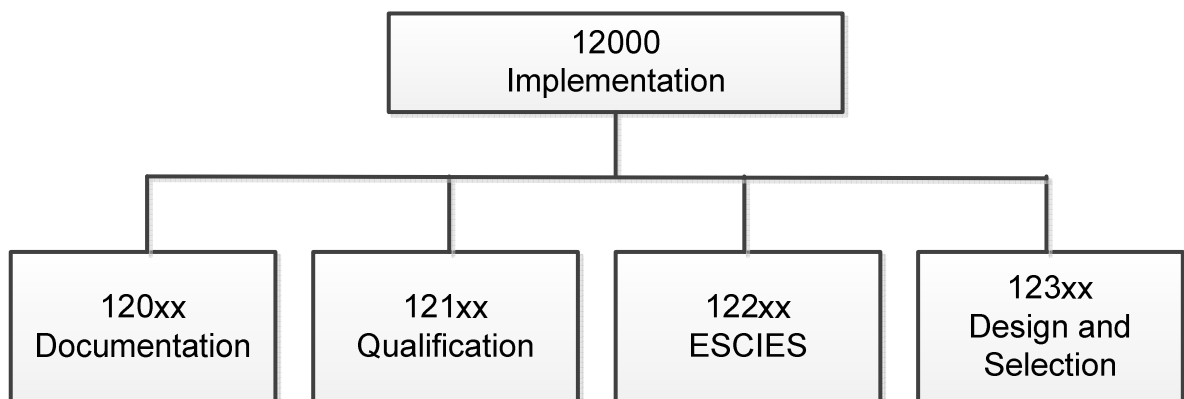 12000
Implementation
120xx
Documentation
121xx
Qualification
122xx
ESCIES
123xx
Design and
Selection